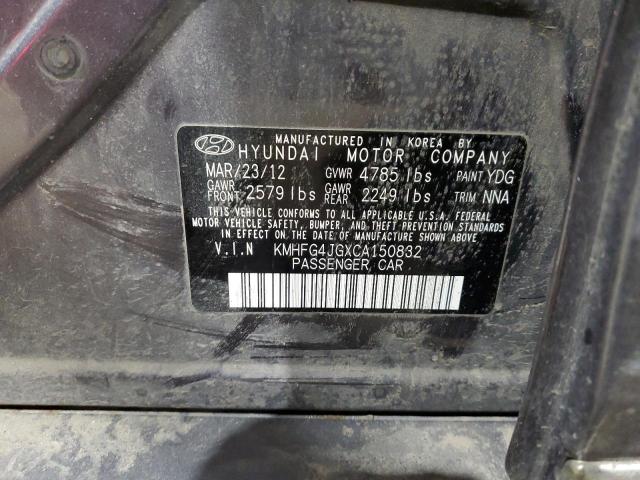 MANUFACTURED IN KOREA BY
HYUNDAI MOTOR COMPANY
MAR/23/12 GVWR 4785 lbs PAINT YDG
GAWR FRONT 2579 lbs GAWR REAR 2249 lbs TRIM NNA
THIS VEHICLE CONFORMS TO ALL APPLICABLE U.S.A. FEDERAL
MOTOR VEHICLE SAFETY, BUMPER, AND THEFT PREVENTION STANDARDS
IN EFFECT ON THE DATE OF MANUFACTURE SHOWN ABOVE.
V.I.N KMHFG4JGXCA150832
PASSENGER CAR